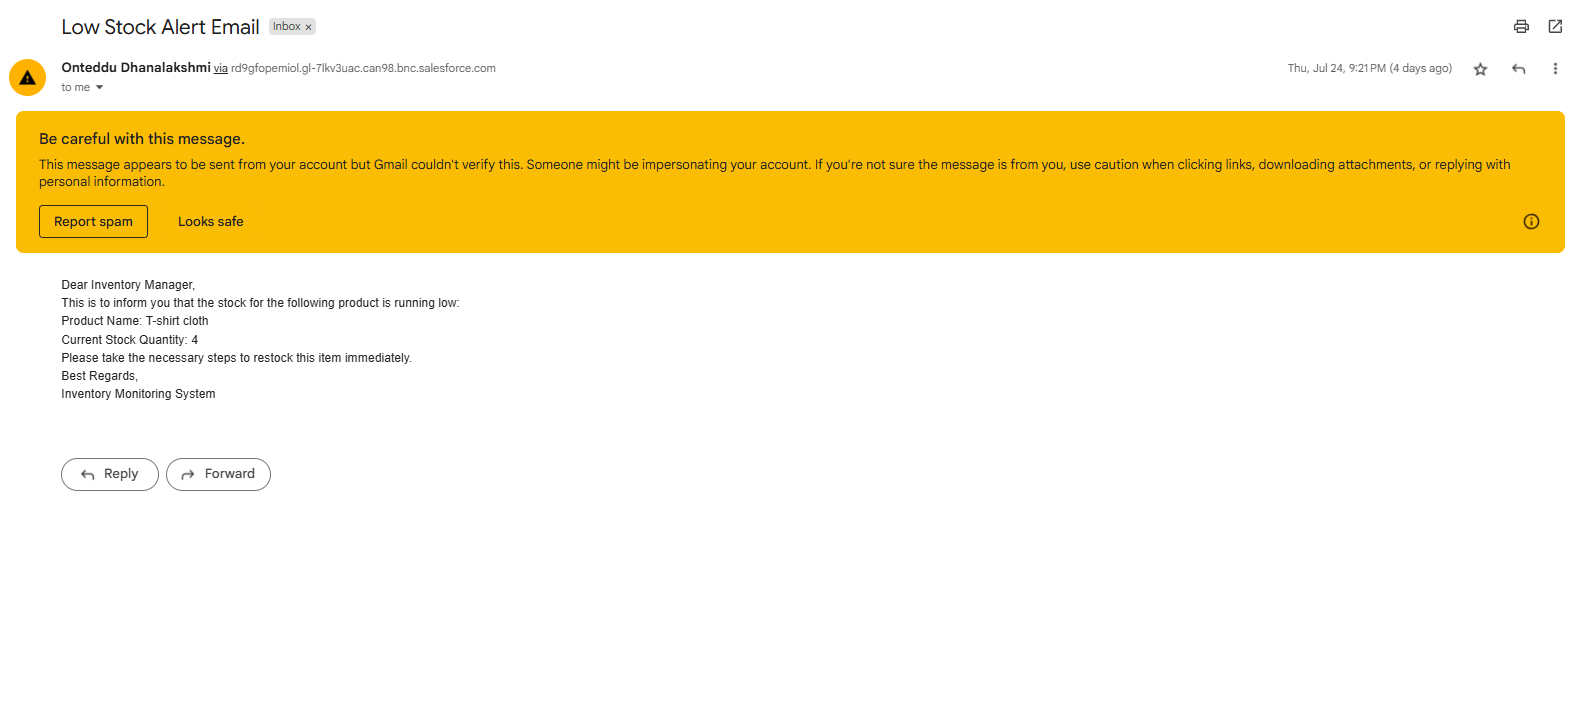 Low Stock Alert Email Inbox ×
Onteddu Dhanalakshmi via rd9gfopemiol.gl-7lkv3uac.can98.bnc.salesforce.com
Thu, Jul 24, 9:21 PM (4 days ago)
to me
Be careful with this message.
This message appears to be sent from your account but Gmail couldn't verify this. Someone might be impersonating your account. If you're not sure the message is from you, use caution when clicking links, downloading attachments, or replying with
personal information.
Report spam Looks safe
Dear Inventory Manager,
This is to inform you that the stock for the following product is running low:
Product Name: T-shirt cloth
Current Stock Quantity: 4
Please take the necessary steps to restock this item immediately.
Best Regards,
Inventory Monitoring System
Reply Forward